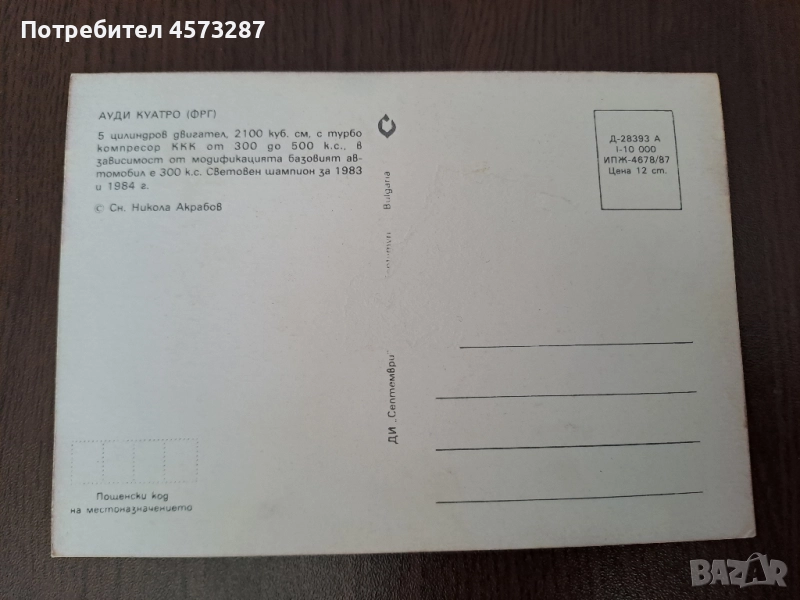 Потребител 4573287
АУДИ КУАТРО (ФРГ)
5 цилиндров двигател, 2100 куб. см, с турбо
компресор ККК от 300 до 500 к.с., в
зависимост от модификацията базовият ав-
томобил е 300 к.с. Световен шампион за 1983
и 1984 г.
© Сн. Никола Акрабов
Bulgaria
ДИ „Септември"
Д-28393 А
I-10 000
ИПЖ-4678/87
Цена 12 ст.
Пощенски код
на местоназначението
BAZAR